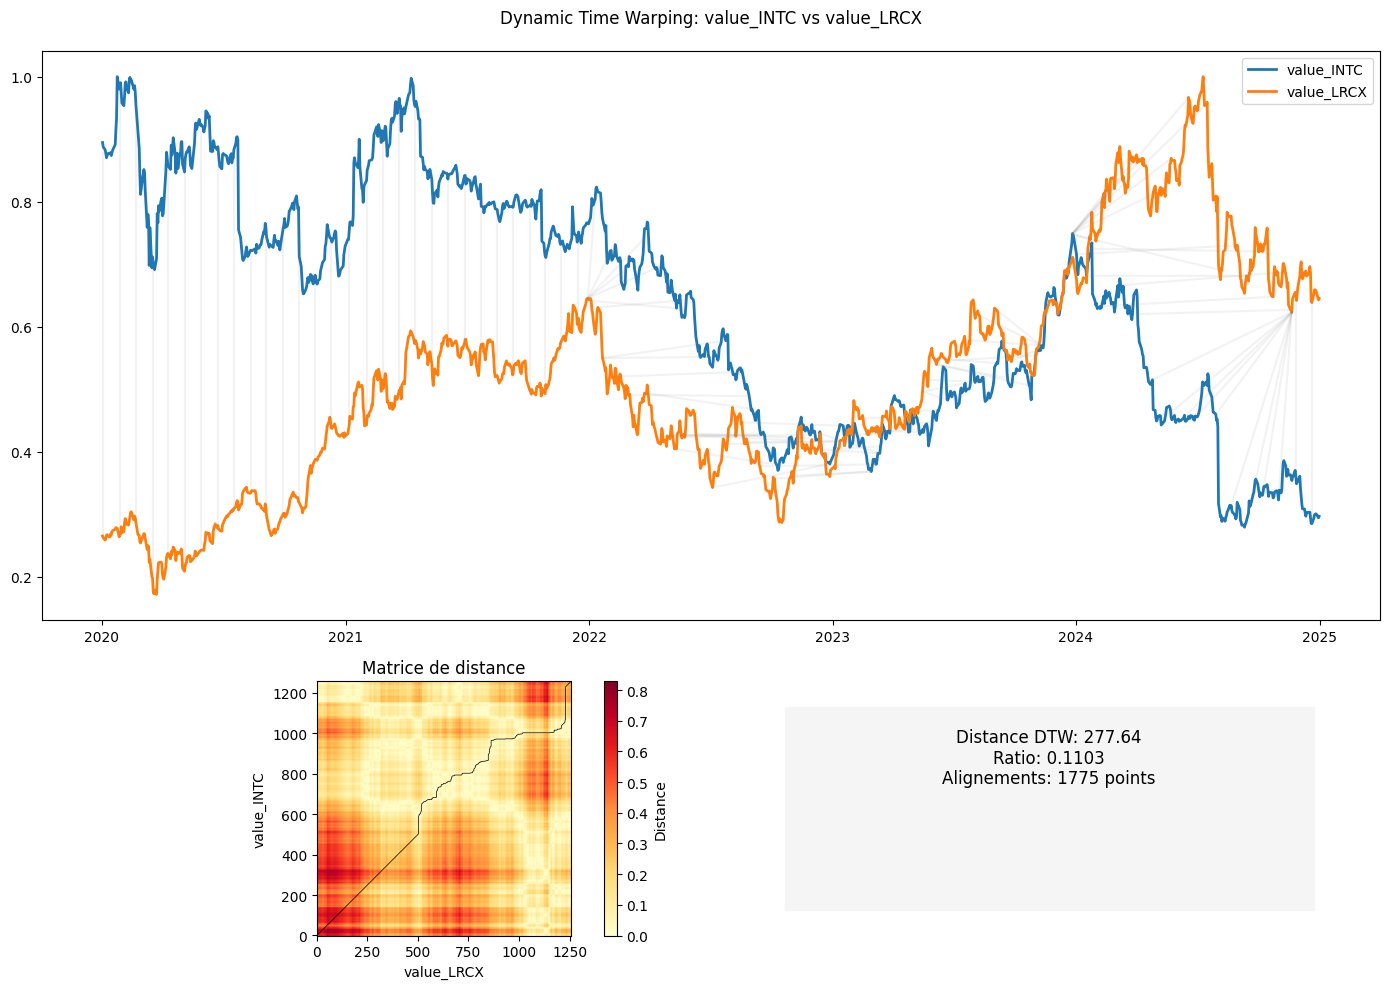 Dynamic Time Warping: value_INTC vs value_LRCX
value_INTC
value_LRCX
1.0
0.8
0.6
0.4
0.2
2020 2021 2022 2023 2024 2025
Matrice de distance
value_INTC
1200
1000
800
600
400
200
0
0 250 500 750 1000 1250
value_LRCX
0.8
0.7
0.6
0.5
0.4
0.3
0.2
0.1
0.0
Distance
Distance DTW: 277.64
Ratio: 0.1103
Alignements: 1775 points